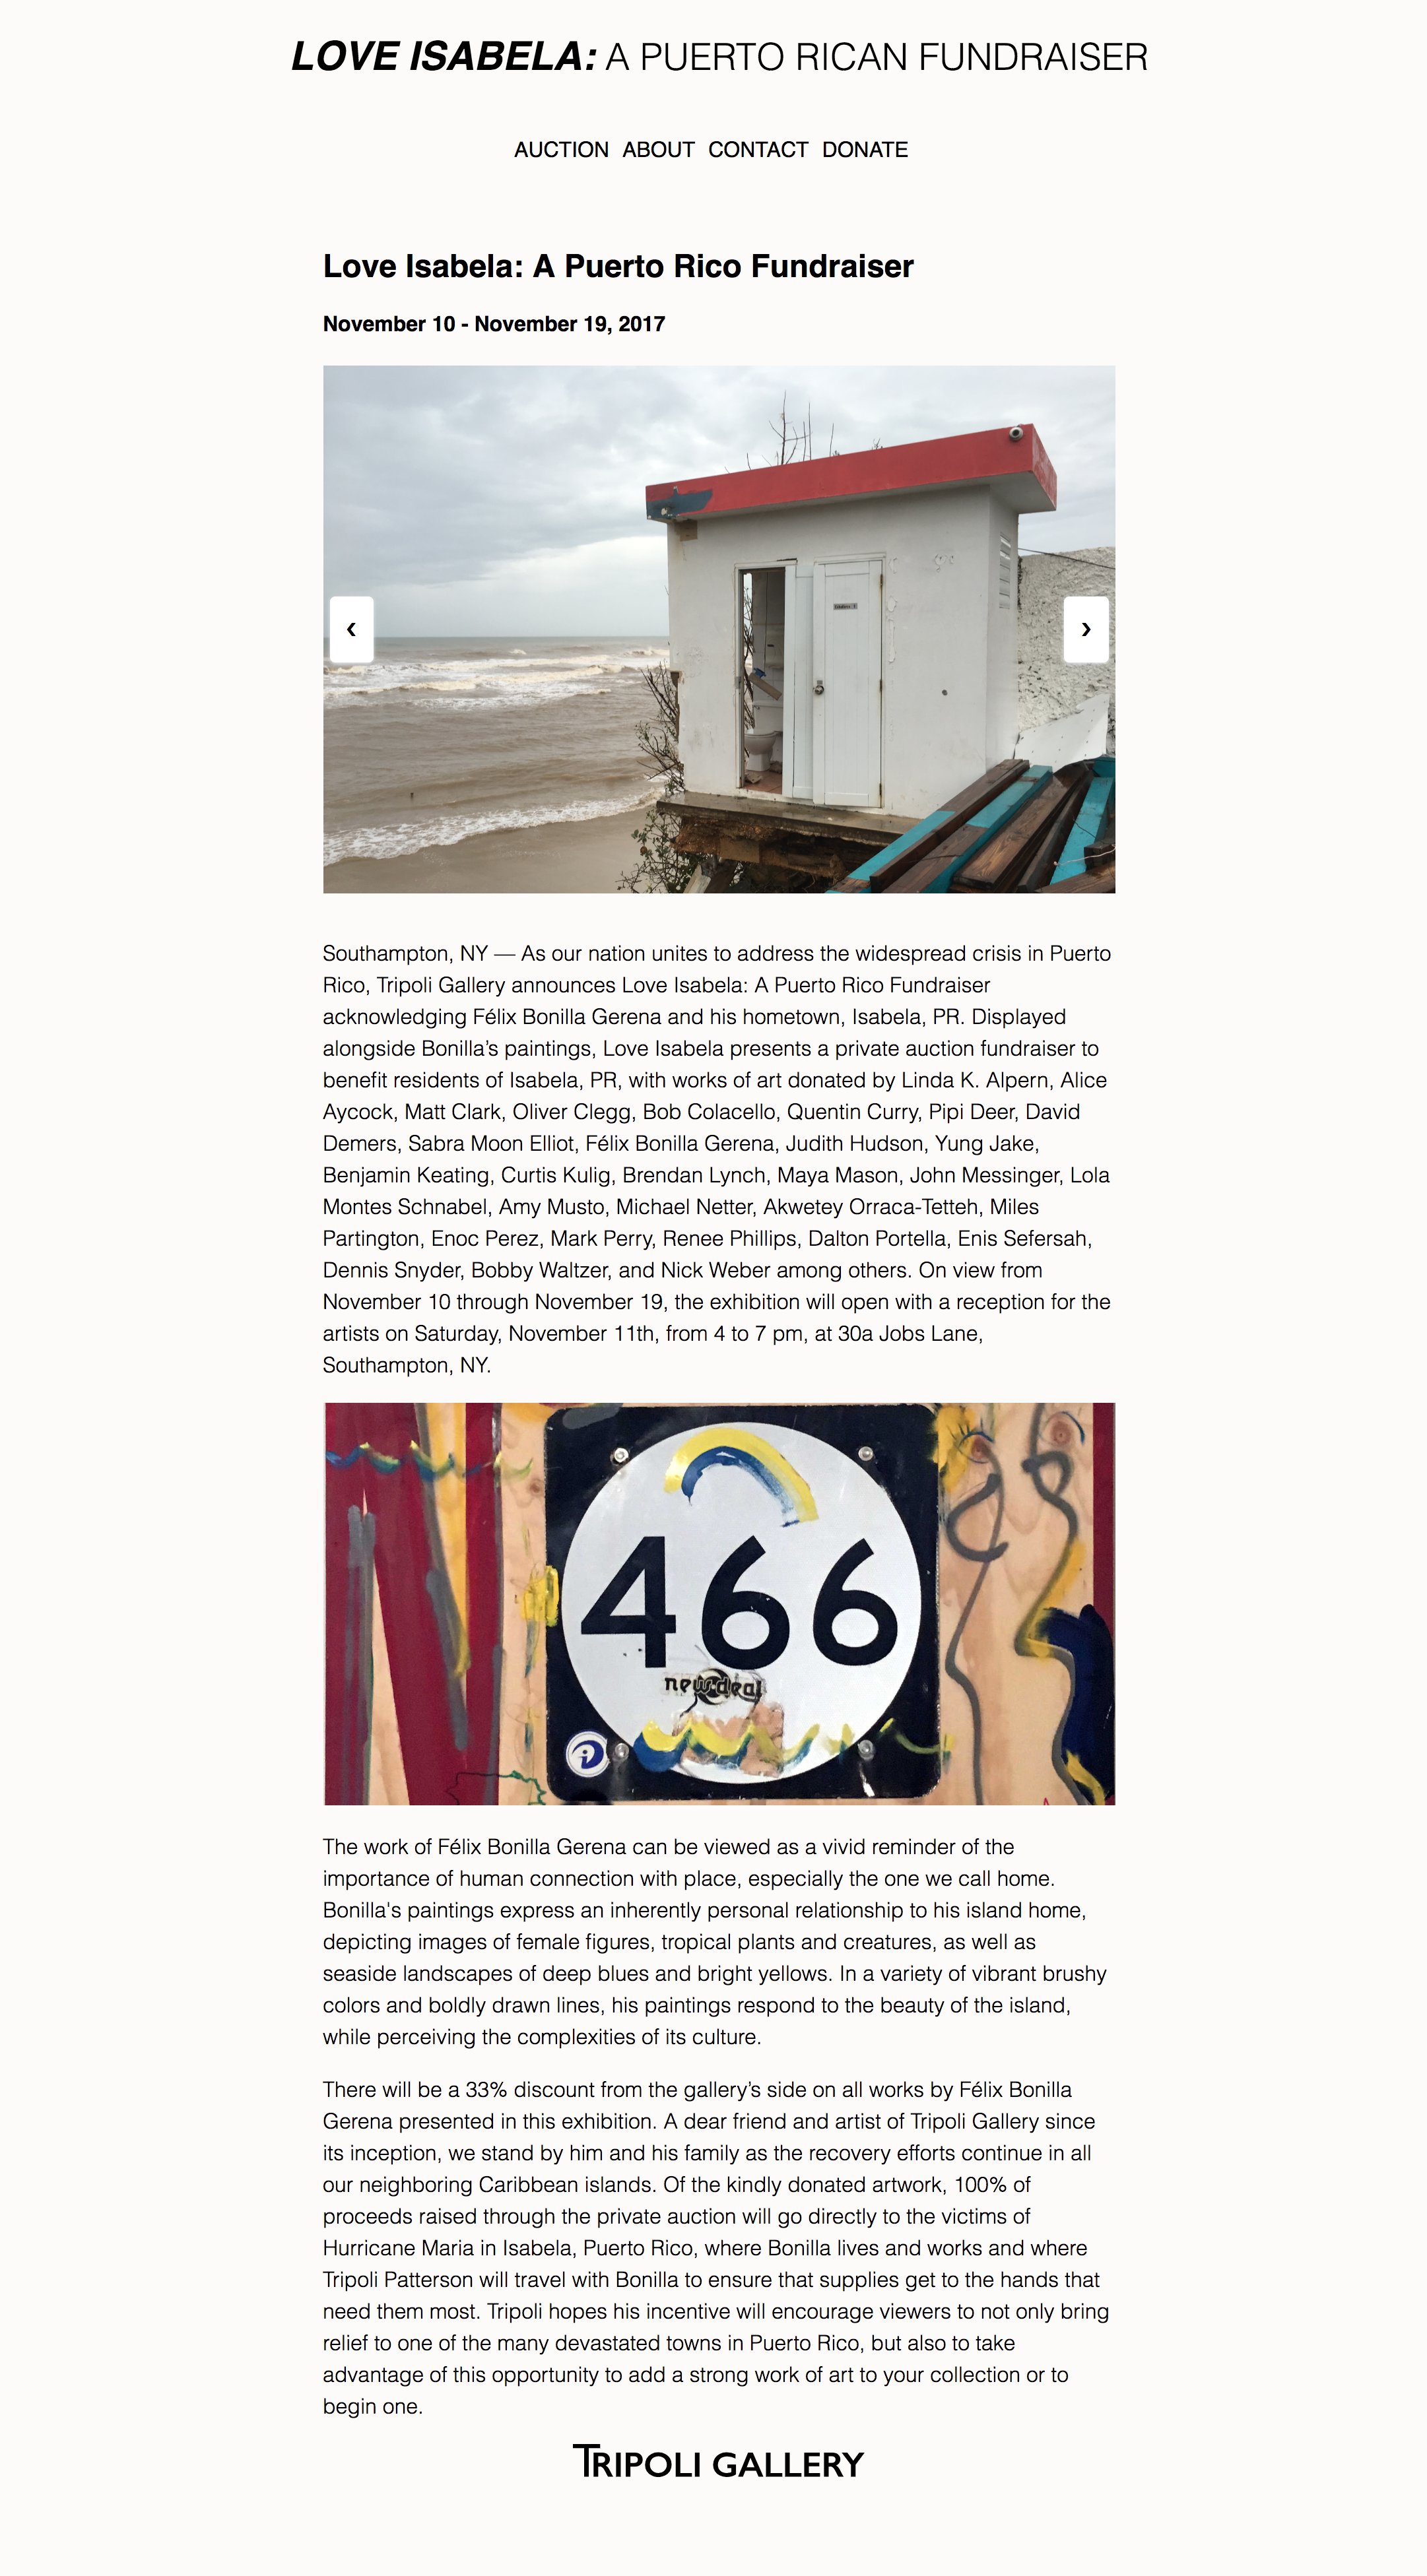 LOVE ISABELA: A PUERTO RICAN FUNDRAISER
AUCTION ABOUT CONTACT DONATE
Love Isabela: A Puerto Rico Fundraiser
November 10 - November 19, 2017
‹ ›
Southampton, NY — As our nation unites to address the widespread crisis in Puerto
Rico, Tripoli Gallery announces Love Isabela: A Puerto Rico Fundraiser
acknowledging Félix Bonilla Gerena and his hometown, Isabela, PR. Displayed
alongside Bonilla’s paintings, Love Isabela presents a private auction fundraiser to
benefit residents of Isabela, PR, with works of art donated by Linda K. Alpern, Alice
Aycock, Matt Clark, Oliver Clegg, Bob Colacello, Quentin Curry, Pipi Deer, David
Demers, Sabra Moon Elliot, Félix Bonilla Gerena, Judith Hudson, Yung Jake,
Benjamin Keating, Curtis Kulig, Brendan Lynch, Maya Mason, John Messinger, Lola
Montes Schnabel, Amy Musto, Michael Netter, Akwetey Orraca-Tetteh, Miles
Partington, Enoc Perez, Mark Perry, Renee Phillips, Dalton Portella, Enis Sefersah,
Dennis Snyder, Bobby Waltzer, and Nick Weber among others. On view from
November 10 through November 19, the exhibition will open with a reception for the
artists on Saturday, November 11th, from 4 to 7 pm, at 30a Jobs Lane,
Southampton, NY.
466
new deal
The work of Félix Bonilla Gerena can be viewed as a vivid reminder of the
importance of human connection with place, especially the one we call home.
Bonilla's paintings express an inherently personal relationship to his island home,
depicting images of female figures, tropical plants and creatures, as well as
seaside landscapes of deep blues and bright yellows. In a variety of vibrant brushy
colors and boldly drawn lines, his paintings respond to the beauty of the island,
while perceiving the complexities of its culture.
There will be a 33% discount from the gallery’s side on all works by Félix Bonilla
Gerena presented in this exhibition. A dear friend and artist of Tripoli Gallery since
its inception, we stand by him and his family as the recovery efforts continue in all
our neighboring Caribbean islands. Of the kindly donated artwork, 100% of
proceeds raised through the private auction will go directly to the victims of
Hurricane Maria in Isabela, Puerto Rico, where Bonilla lives and works and where
Tripoli Patterson will travel with Bonilla to ensure that supplies get to the hands that
need them most. Tripoli hopes his incentive will encourage viewers to not only bring
relief to one of the many devastated towns in Puerto Rico, but also to take
advantage of this opportunity to add a strong work of art to your collection or to
begin one.
TRIPOLI GALLERY